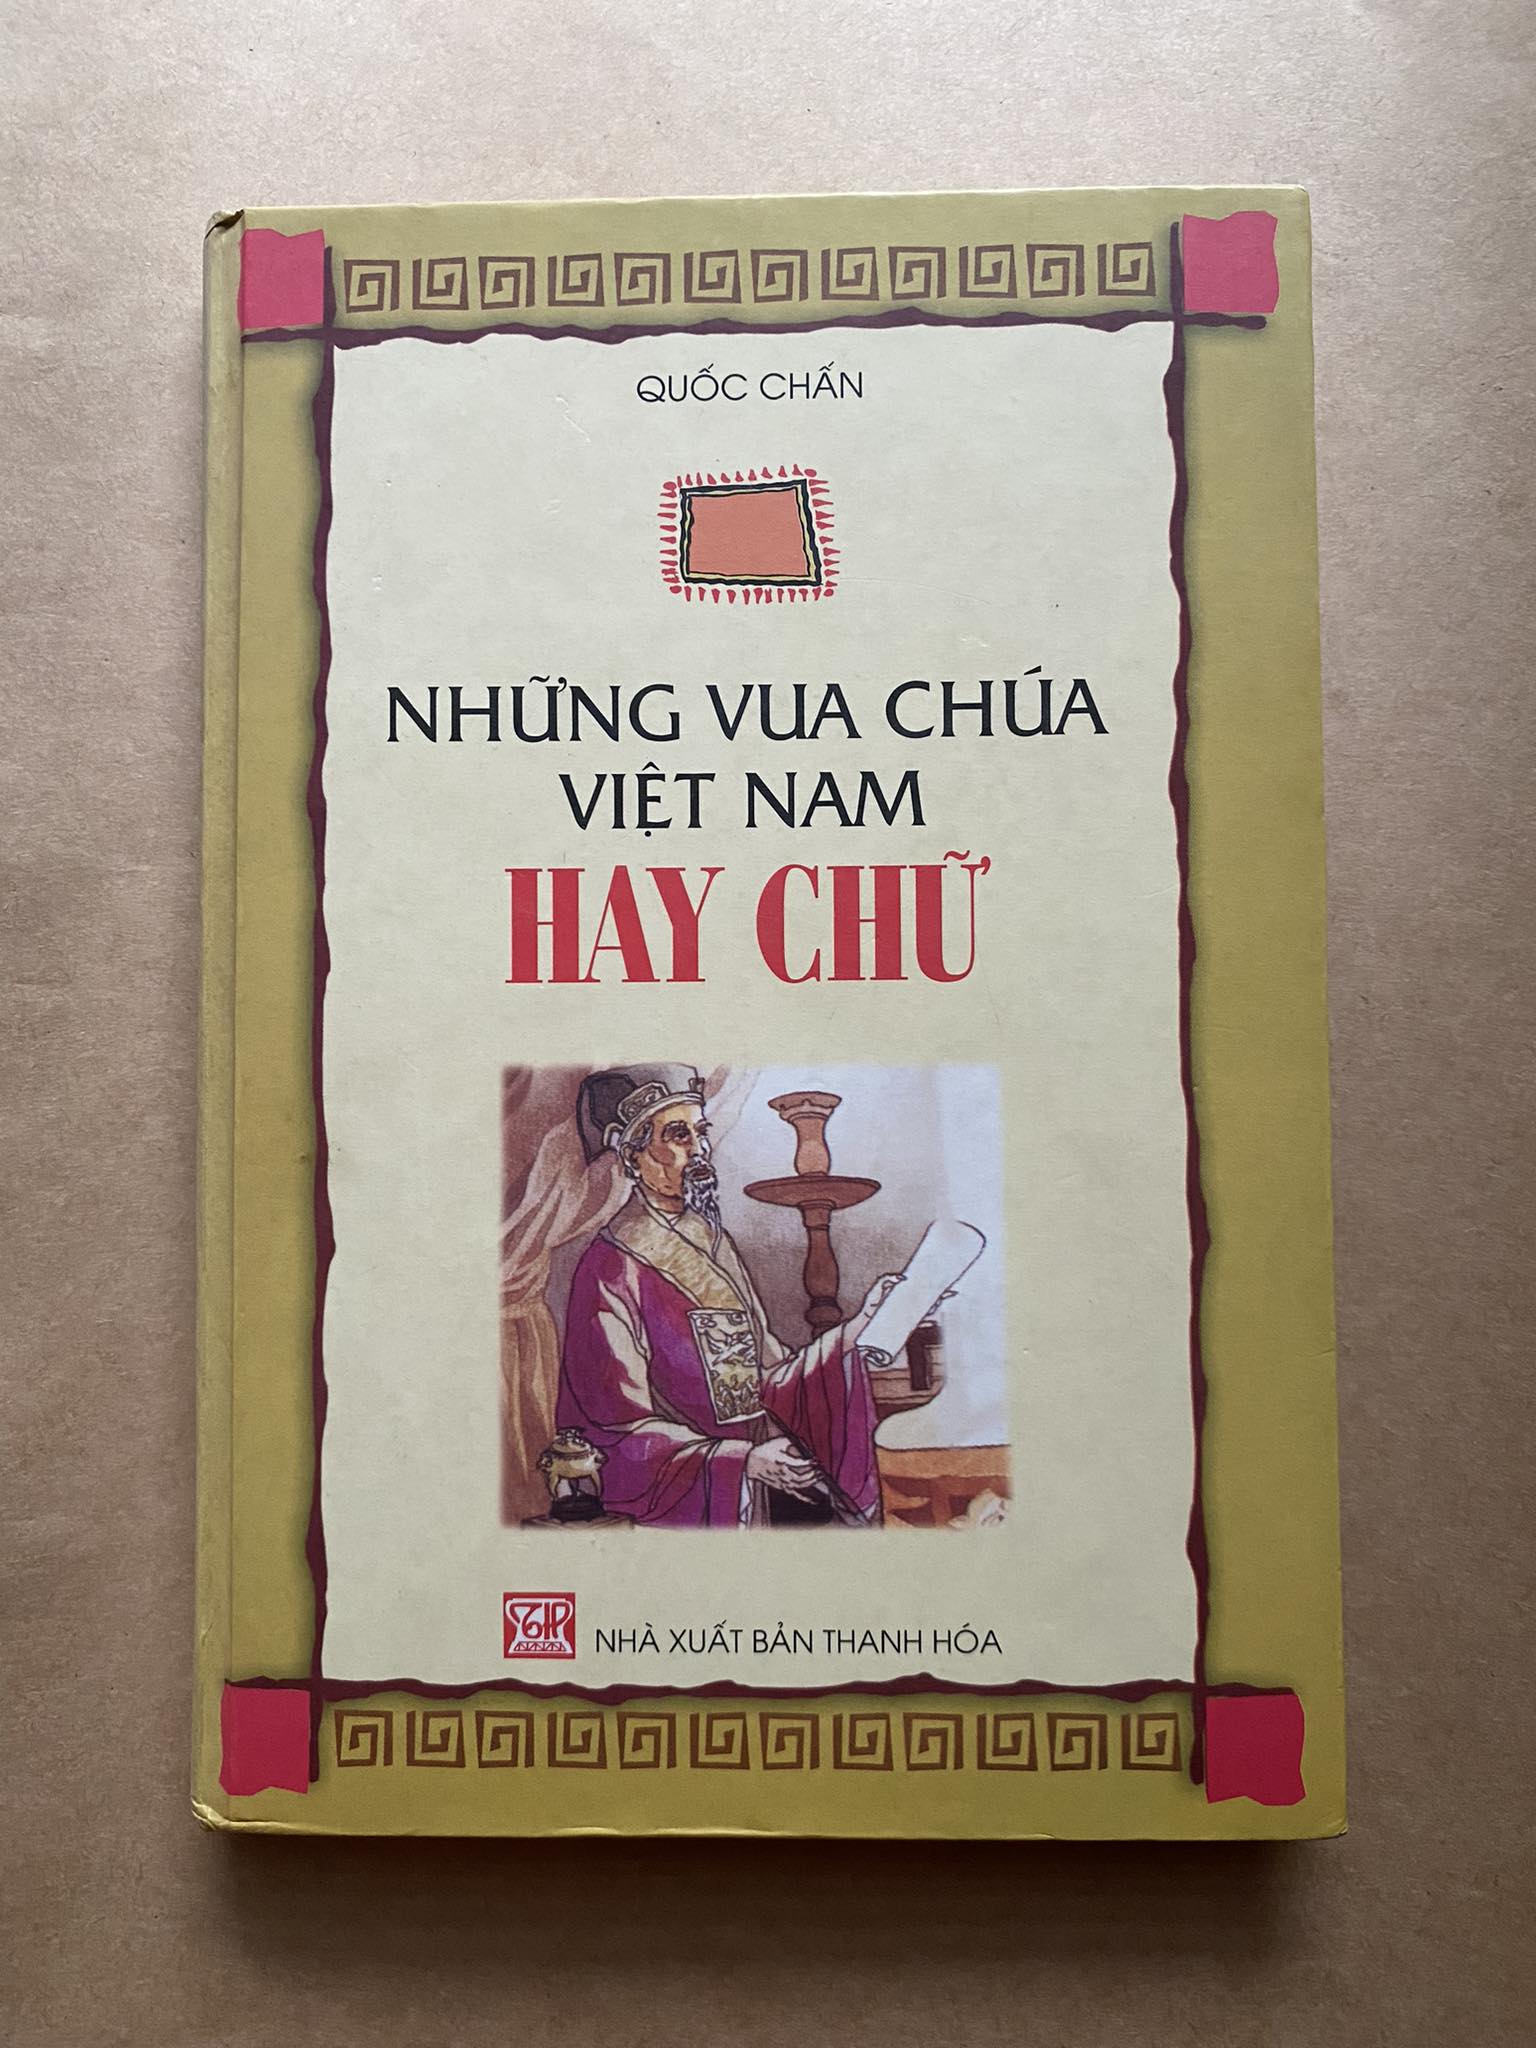 QUỐC CHẤN
NHỮNG VUA CHÚA
VIỆT NAM
HAY CHỮ
NHÀ XUẤT BẢN THANH HÓA